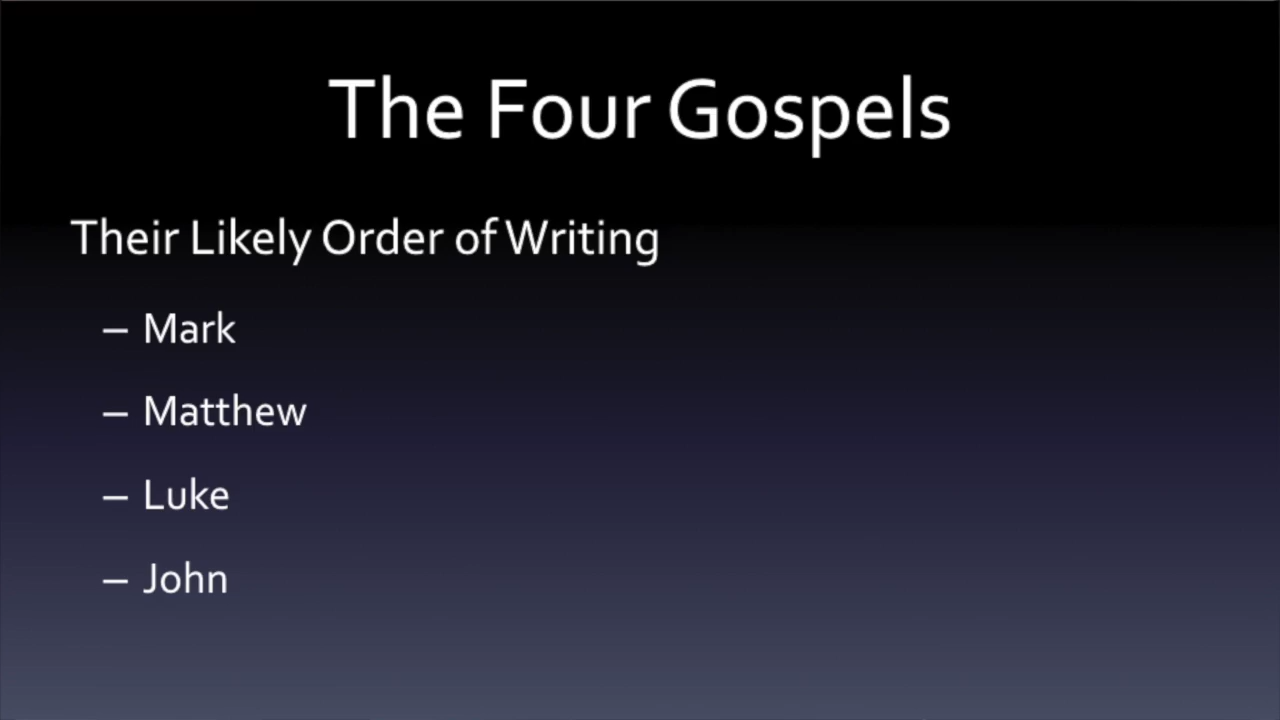 The Four Gospels
Their Likely Order of Writing
– Mark
– Matthew
– Luke
– John